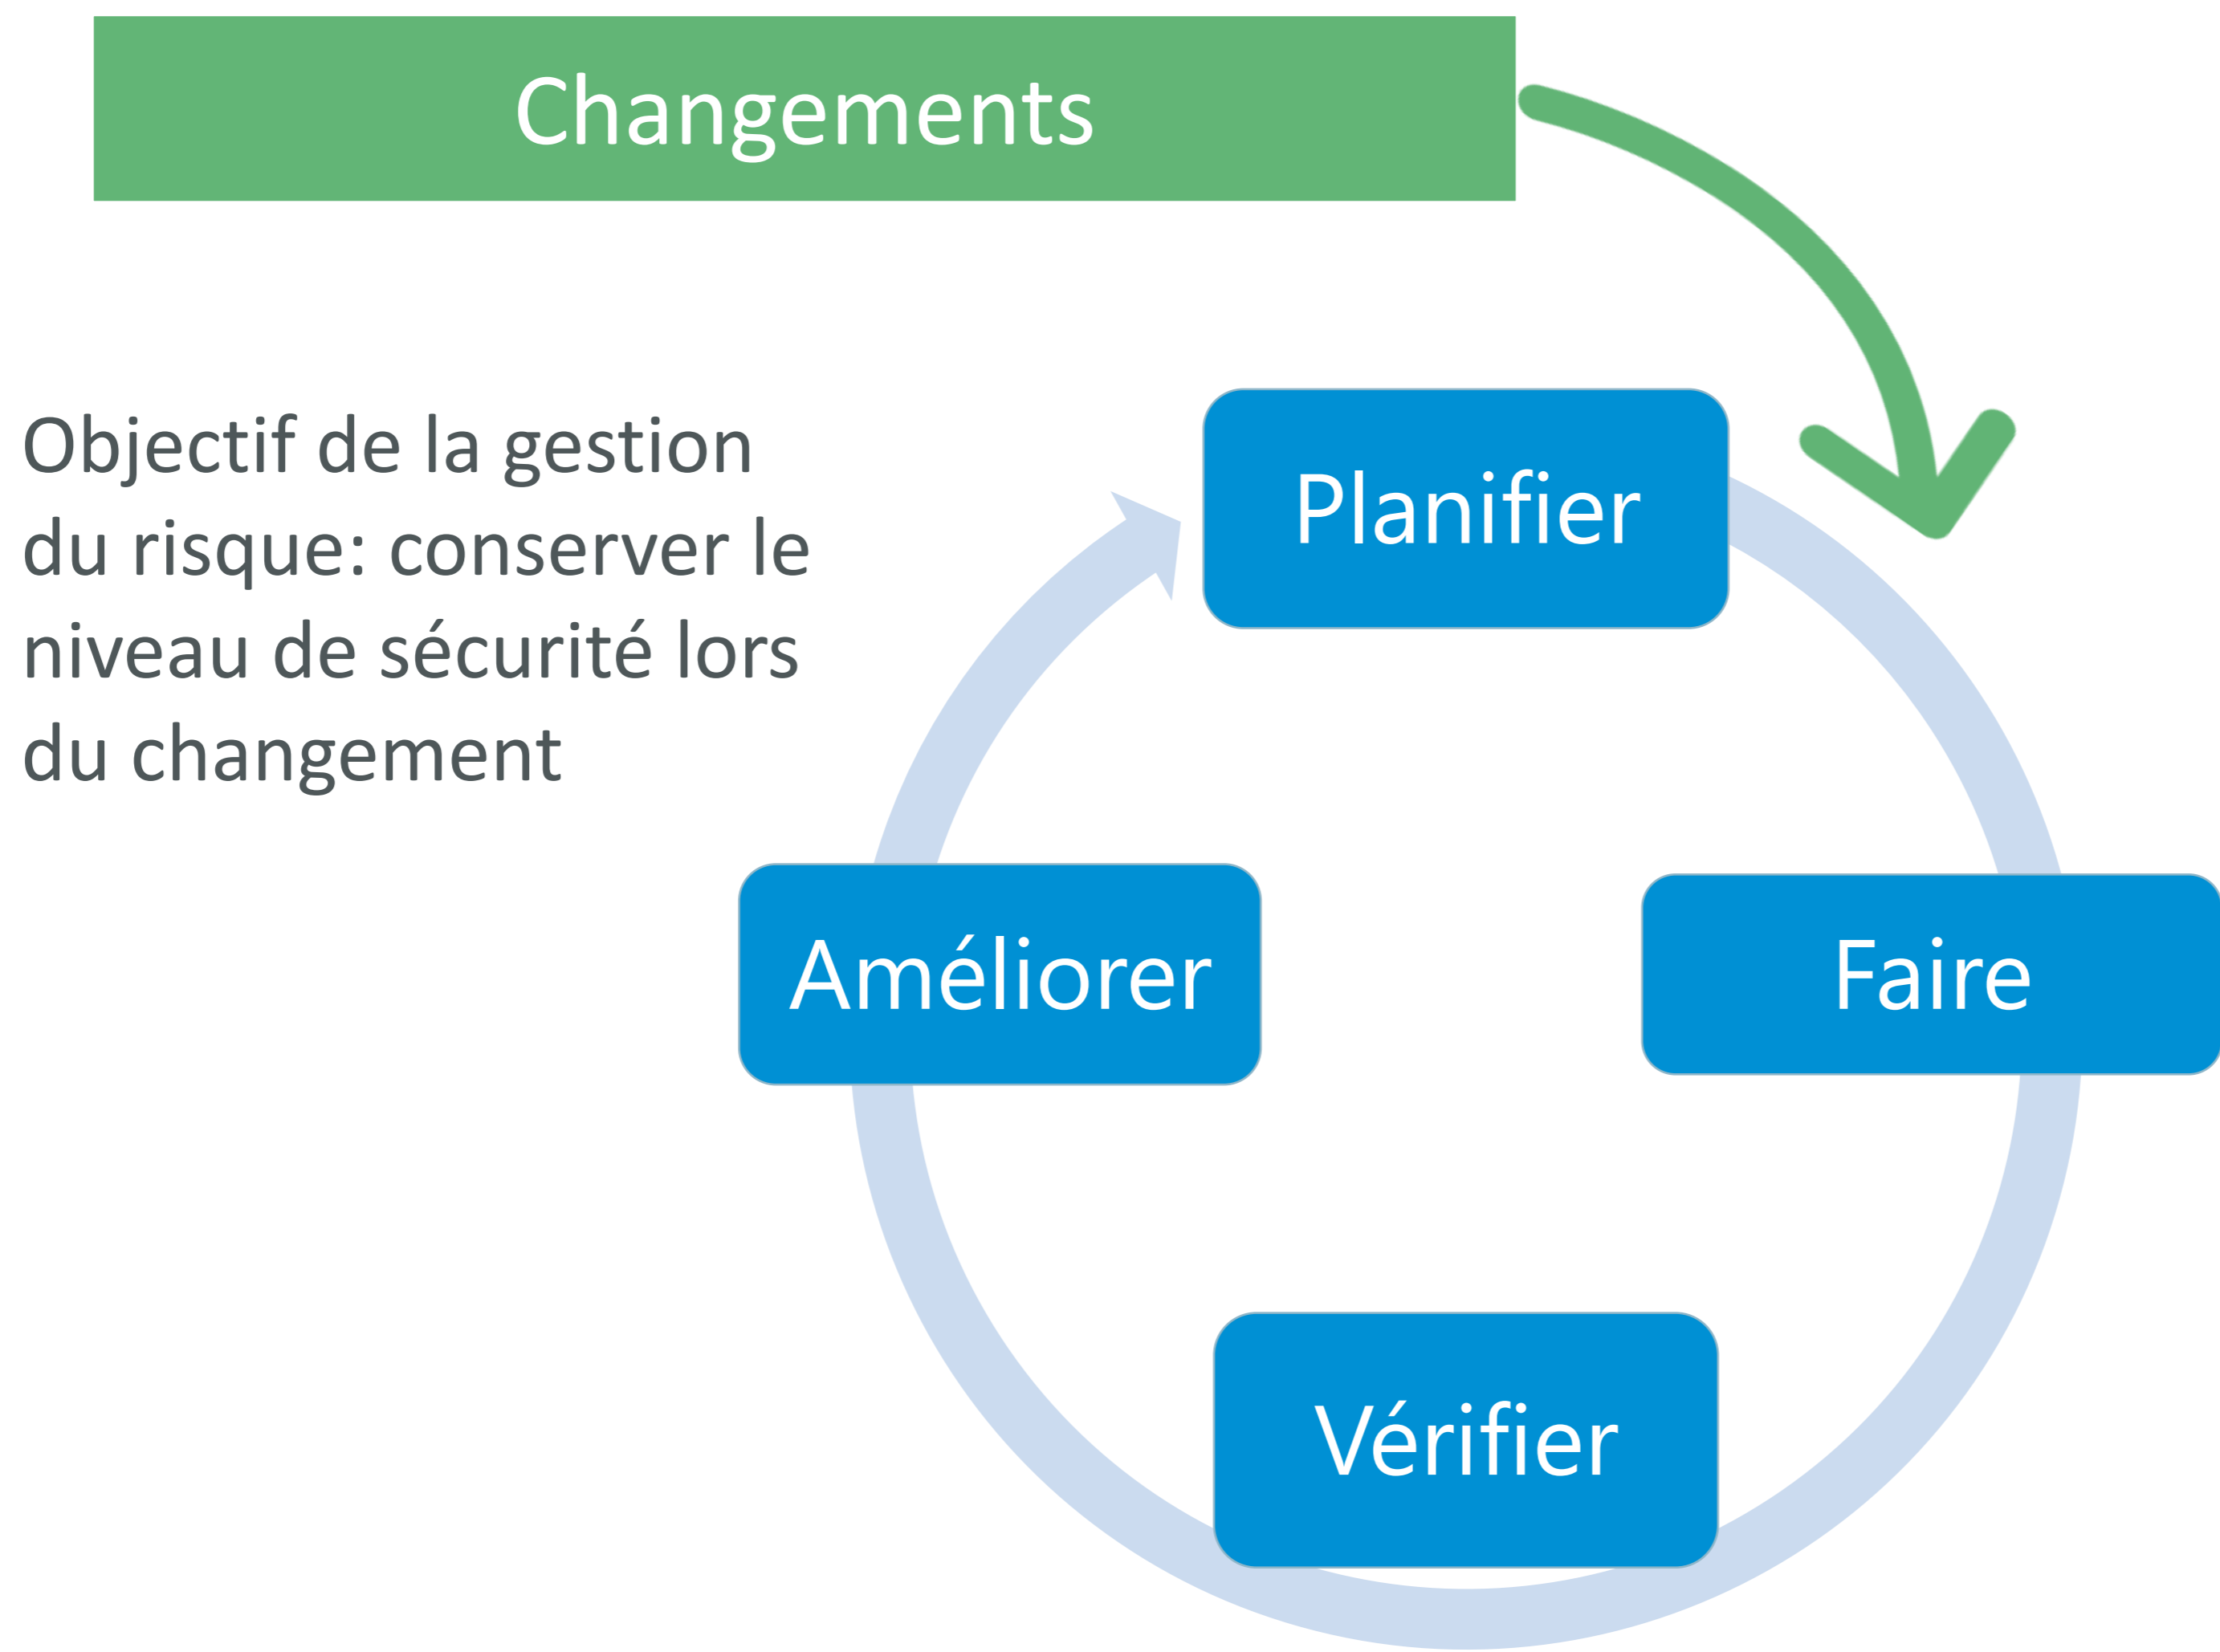 Changements
Objectif de la gestion
du risque: conserver le
niveau de sécurité lors
du changement
Planifier
Améliorer
Faire
Vérifier